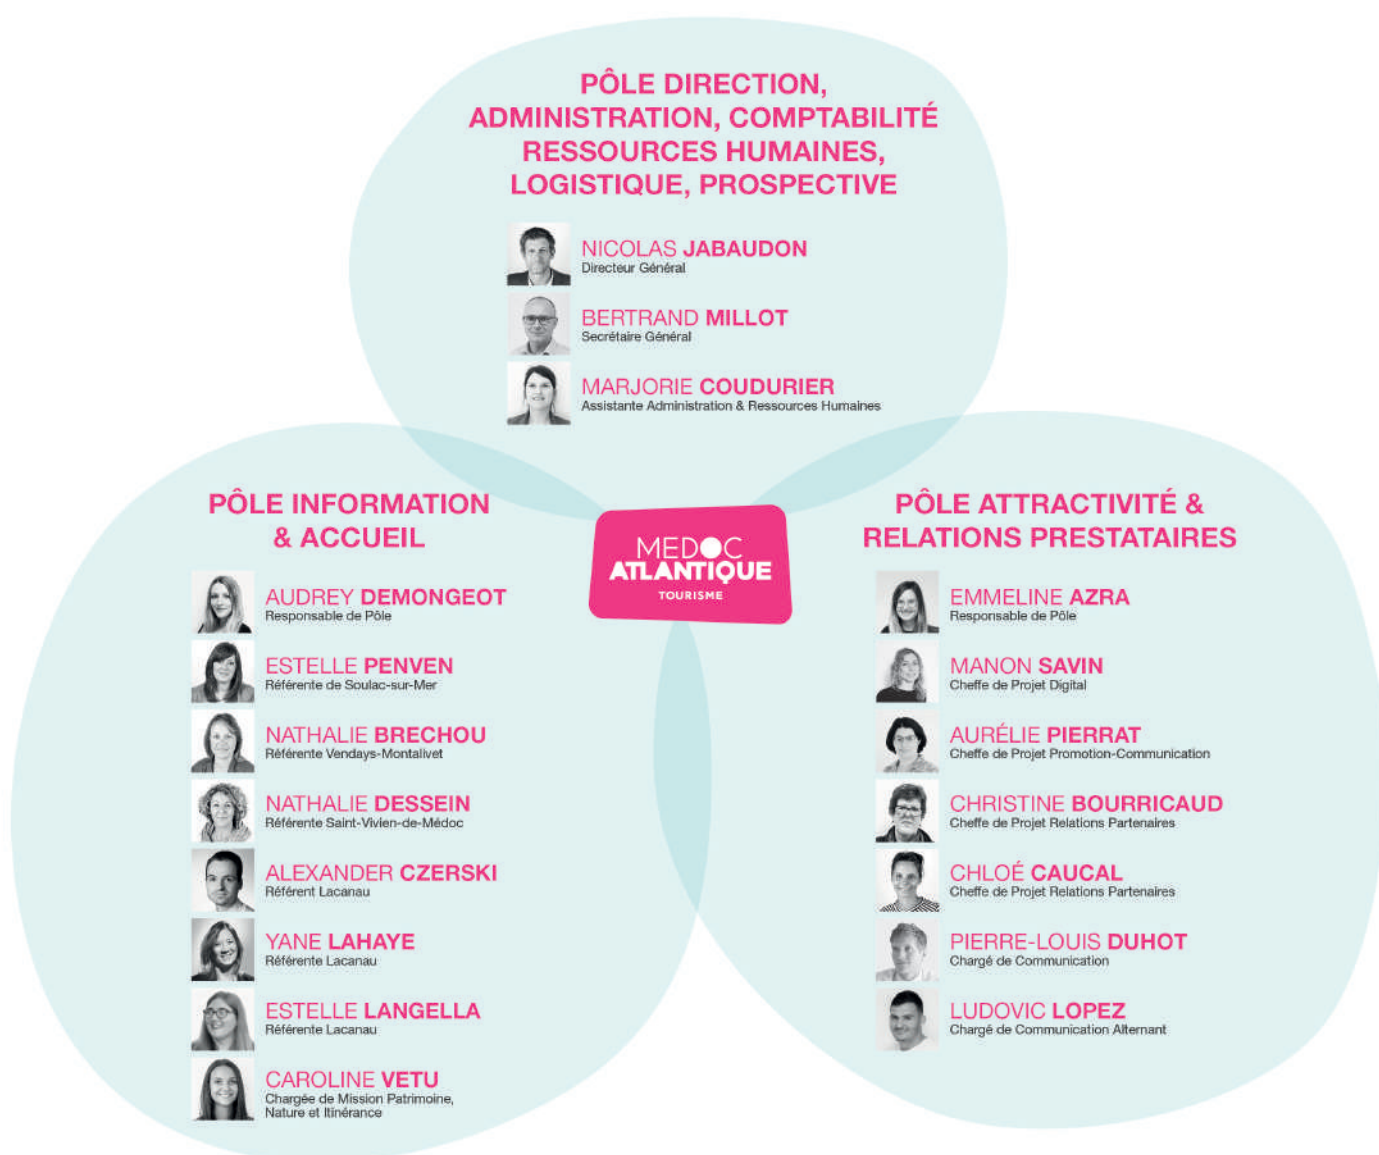 PÔLE DIRECTION,
ADMINISTRATION, COMPTABILITÉ
RESSOURCES HUMAINES,
LOGISTIQUE, PROSPECTIVE
NICOLAS JABAUDON
Directeur Général
BERTRAND MILLOT
Secrétaire Général
MARJORIE COUDURIER
Assistante Administration & Ressources Humaines
PÔLE INFORMATION
& ACCUEIL
AUDREY DEMONGEOT
Responsable de Pôle
ESTELLE PENVEN
Référente de Soulac-sur-Mer
NATHALIE BRECHOU
Référente Vendays-Montalivet
NATHALIE DESSEIN
Référente Saint-Vivien-de-Médoc
ALEXANDER CZERSKI
Référent Lacanau
YANE LAHAYE
Référente Lacanau
ESTELLE LANGELLA
Référente Lacanau
CAROLINE VETU
Chargée de Mission Patrimoine,
Nature et Itinérance
MEDOC
ATLANTIQUE
TOURISME
PÔLE ATTRACTIVITÉ &
RELATIONS PRESTATAIRES
EMMELINE AZRA
Responsable de Pôle
MANON SAVIN
Cheffe de Projet Digital
AURÉLIE PIERRAT
Cheffe de Projet Promotion-Communication
CHRISTINE BOURRICAUD
Cheffe de Projet Relations Partenaires
CHLOÉ CAUCAL
Cheffe de Projet Relations Partenaires
PIERRE-LOUIS DUHOT
Chargé de Communication
LUDOVIC LOPEZ
Chargé de Communication Alternant